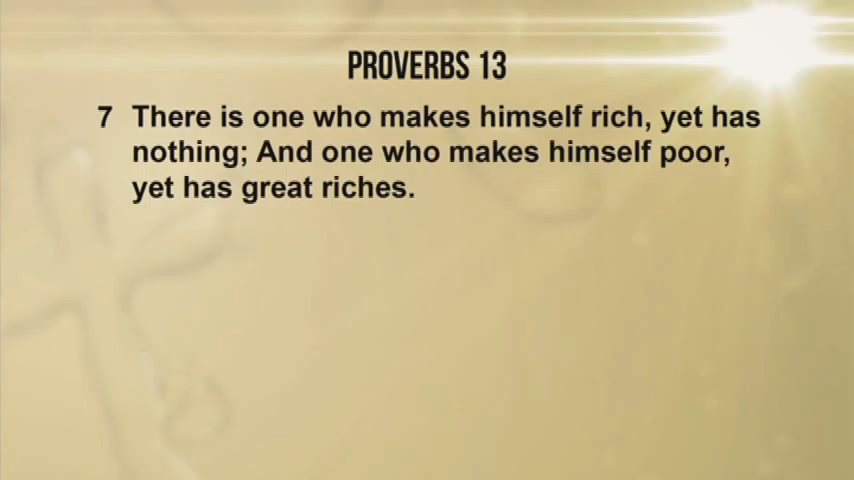 PROVERBS 13
7 There is one who makes himself rich, yet has
nothing; And one who makes himself poor,
yet has great riches.